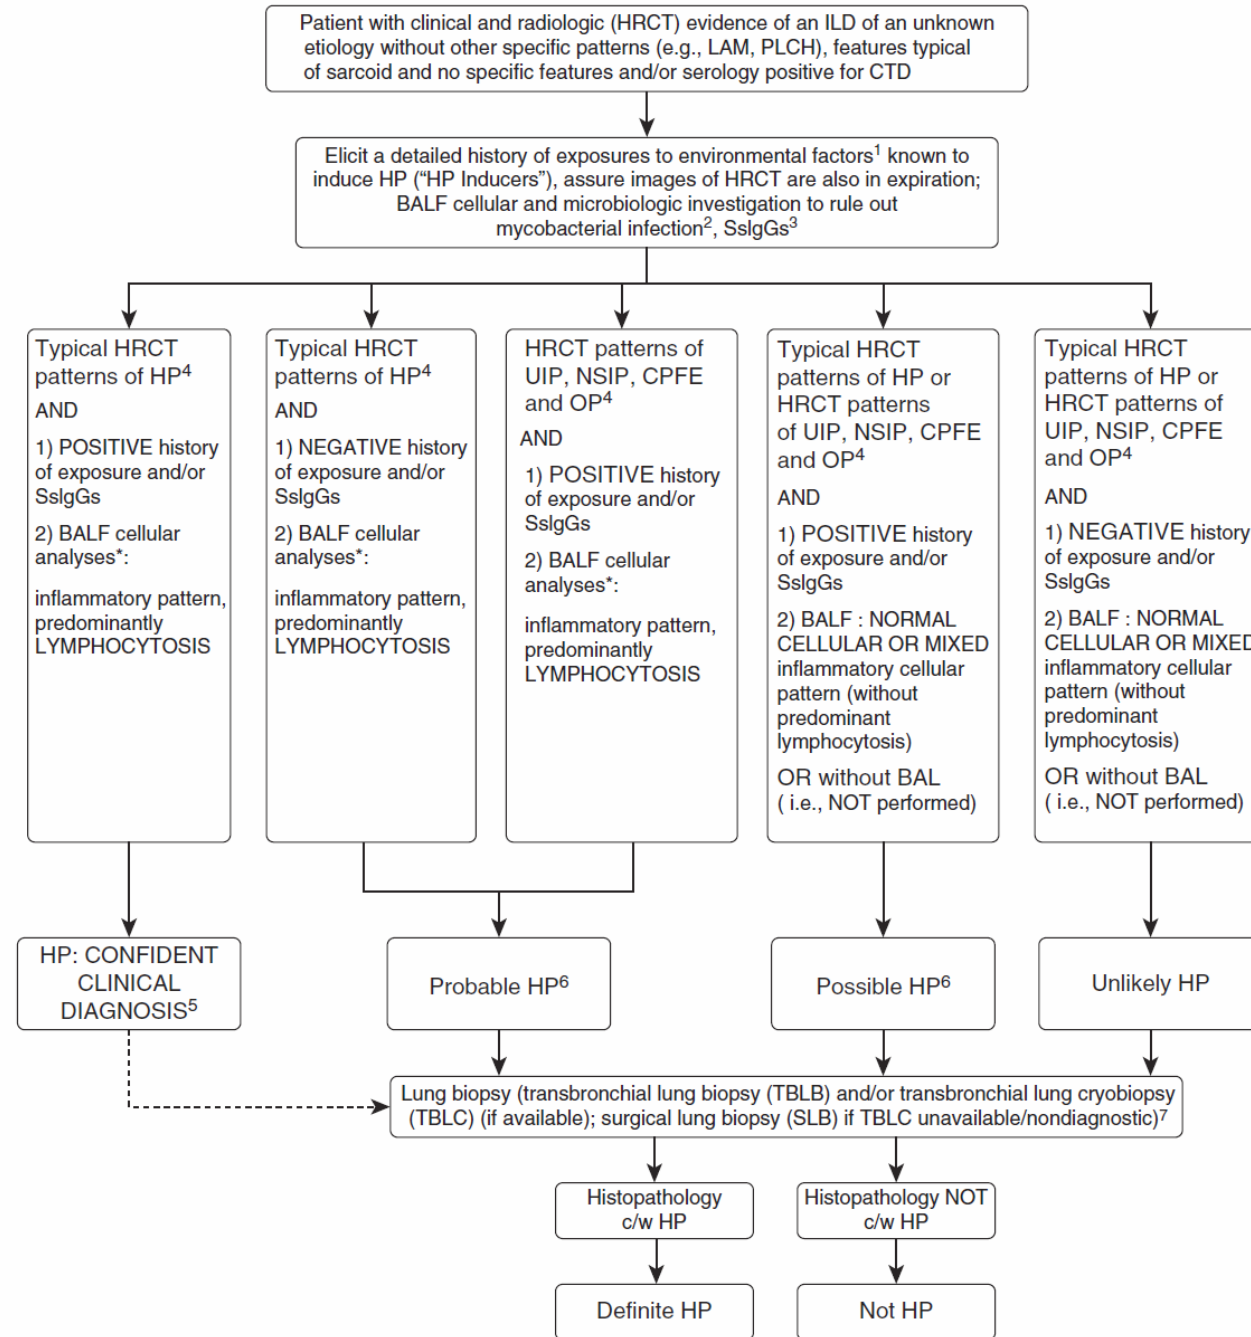 Patient with clinical and radiologic (HRCT) evidence of an ILD of an unknown
etiology without other specific patterns (e.g., LAM, PLCH), features typical
of sarcoid and no specific features and/or serology positive for CTD
Elicit a detailed history of exposures to environmental factors¹ known to
induce HP (“HP Inducers”), assure images of HRCT are also in expiration;
BALF cellular and microbiologic investigation to rule out
mycobacterial infection², SsIgGs³
Typical HRCT
patterns of HP⁴
AND
1) POSITIVE history
of exposure and/or
SsIgGs
2) BALF cellular
analyses*:
inflammatory pattern,
predominantly
LYMPHOCYTOSIS
Typical HRCT
patterns of HP⁴
AND
1) NEGATIVE history
of exposure and/or
SsIgGs
2) BALF cellular
analyses*:
inflammatory pattern,
predominantly
LYMPHOCYTOSIS
HRCT patterns of
UIP, NSIP, CPFE
and OP⁴
AND
1) POSITIVE history
of exposure and/or
SsIgGs
2) BALF cellular
analyses*:
inflammatory pattern,
predominantly
LYMPHOCYTOSIS
Typical HRCT
patterns of HP or
HRCT patterns
of UIP, NSIP, CPFE
and OP⁴
AND
1) POSITIVE history
of exposure and/or
SsIgGs
2) BALF : NORMAL
CELLULAR OR MIXED
inflammatory cellular
pattern (without
predominant
lymphocytosis)
OR without BAL
( i.e., NOT performed)
Typical HRCT
patterns of HP or
HRCT patterns of
UIP, NSIP, CPFE
and OP⁴
AND
1) NEGATIVE history
of exposure and/or
SsIgGs
2) BALF : NORMAL
CELLULAR OR MIXED
inflammatory cellular
pattern (without
predominant
lymphocytosis)
OR without BAL
( i.e., NOT performed)
HP: CONFIDENT
CLINICAL
DIAGNOSIS⁵
Probable HP⁶
Possible HP⁶
Unlikely HP
Lung biopsy (transbronchial lung biopsy (TBLB) and/or transbronchial lung cryobiopsy
(TBLC) (if available); surgical lung biopsy (SLB) if TBLC unavailable/nondiagnostic)⁷
Histopathology
c/w HP
Histopathology NOT
c/w HP
Definite HP
Not HP